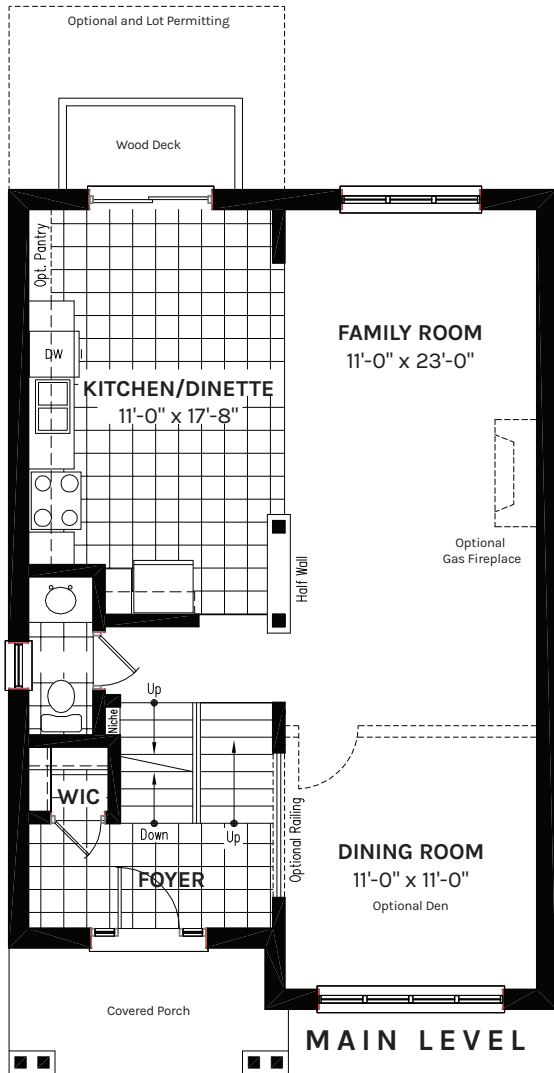 Optional and Lot Permitting
Wood Deck
Opt. Pantry
DW
KITCHEN/DINETTE
11'-0" x 17'-8"
FAMILY ROOM
11'-0" x 23'-0"
Optional
Gas Fireplace
Half Wall
Up
Niche
WIC
Down
Up
Optional Railing
FOYER
DINING ROOM
11'-0" x 11'-0"
Optional Den
Covered Porch
MAIN LEVEL